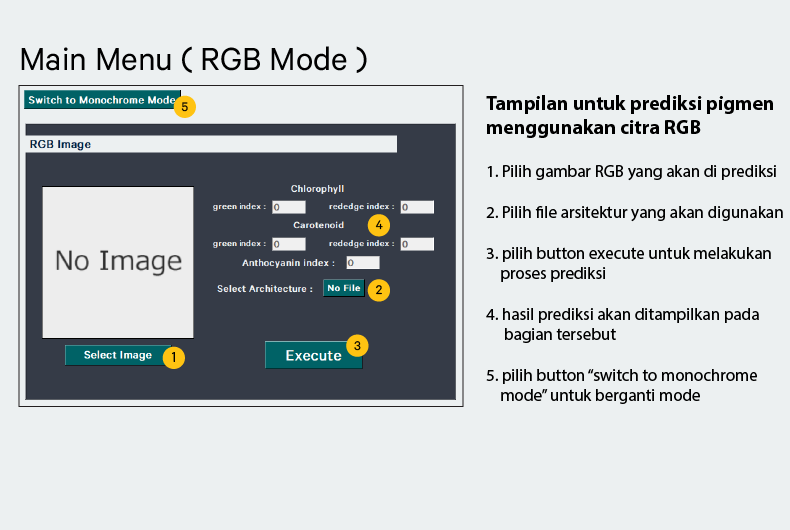 Main Menu ( RGB Mode )
Switch to Monochrome Mode
5
RGB Image
No Image
Chlorophyll
green index : 0 rededge index : 0
Carotenoid
4
green index : 0 rededge index : 0
Anthocyanin index : 0
Select Architecture : No File
2
Select Image
1
Execute
3
Tampilan untuk prediksi pigmen
menggunakan citra RGB
1. Pilih gambar RGB yang akan di prediksi
2. Pilih file arsitektur yang akan digunakan
3. pilih button execute untuk melakukan
proses prediksi
4. hasil prediksi akan ditampilkan pada
bagian tersebut
5. pilih button “switch to monochrome
mode” untuk berganti mode